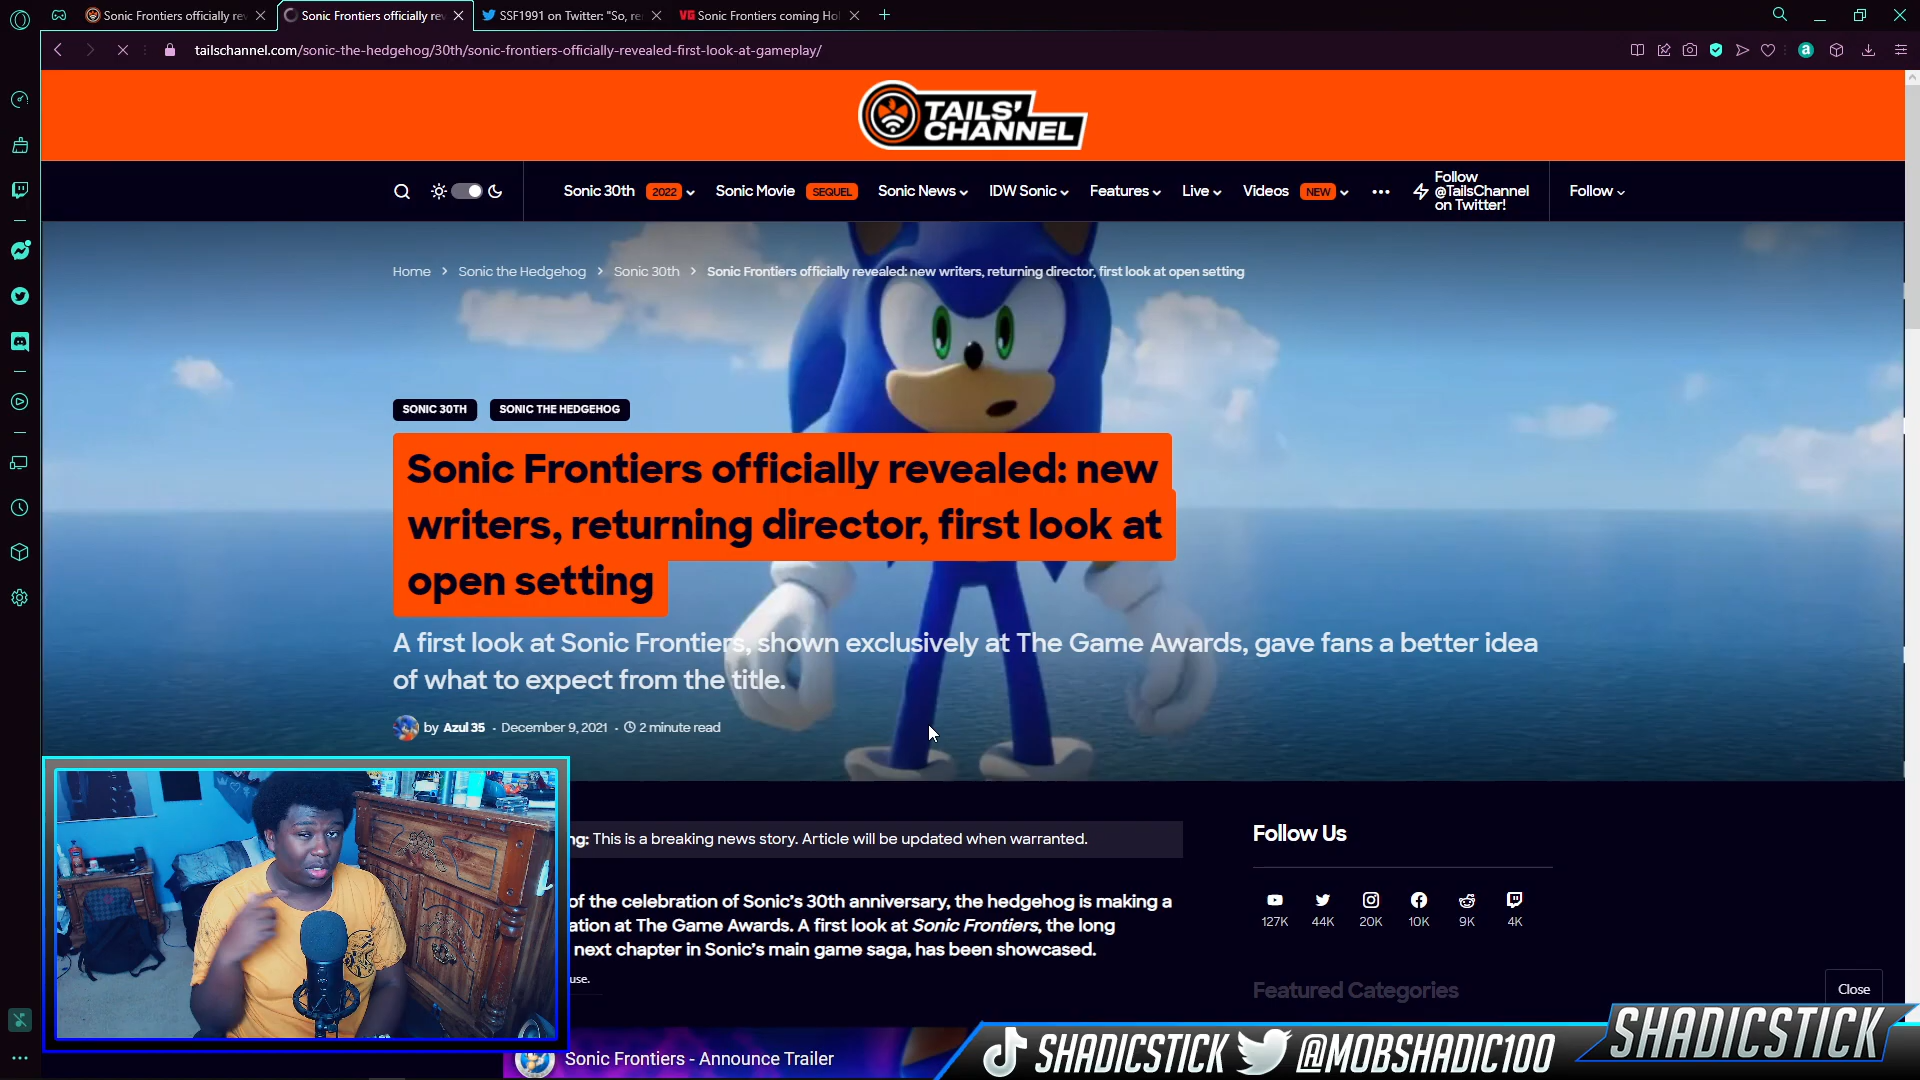 Sonic Frontiers officially rev
Sonic Frontiers officially rev
SSF1991 on Twitter: "So, re
VG Sonic Frontiers coming Hol
tailschannel.com/sonic-the-hedgehog/30th/sonic-frontiers-officially-revealed-first-look-at-gameplay/
TAILS'
CHANNEL
Sonic 30th 2022 Sonic Movie SEQUEL Sonic News IDW Sonic Features Live Videos NEW
Follow
@TailsChannel
on Twitter!
Follow
Home > Sonic the Hedgehog > Sonic 30th > Sonic Frontiers officially revealed: new writers, returning director, first look at open setting
SONIC 30TH SONIC THE HEDGEHOG
Sonic Frontiers officially revealed: new
writers, returning director, first look at
open setting
A first look at Sonic Frontiers, shown exclusively at The Game Awards, gave fans a better idea
of what to expect from the title.
by Azul 35 · December 9, 2021 · 2 minute read
ng: This is a breaking news story. Article will be updated when warranted.
of the celebration of Sonic's 30th anniversary, the hedgehog is making a
ation at The Game Awards. A first look at Sonic Frontiers, the long
next chapter in Sonic's main game saga, has been showcased.
use.
Sonic Frontiers - Announce Trailer
Follow Us
127K 44K 20K 10K 9K 4K
Featured Categories
Close
SHADICSTICK @MOBSHADIC100 SHADICSTICK